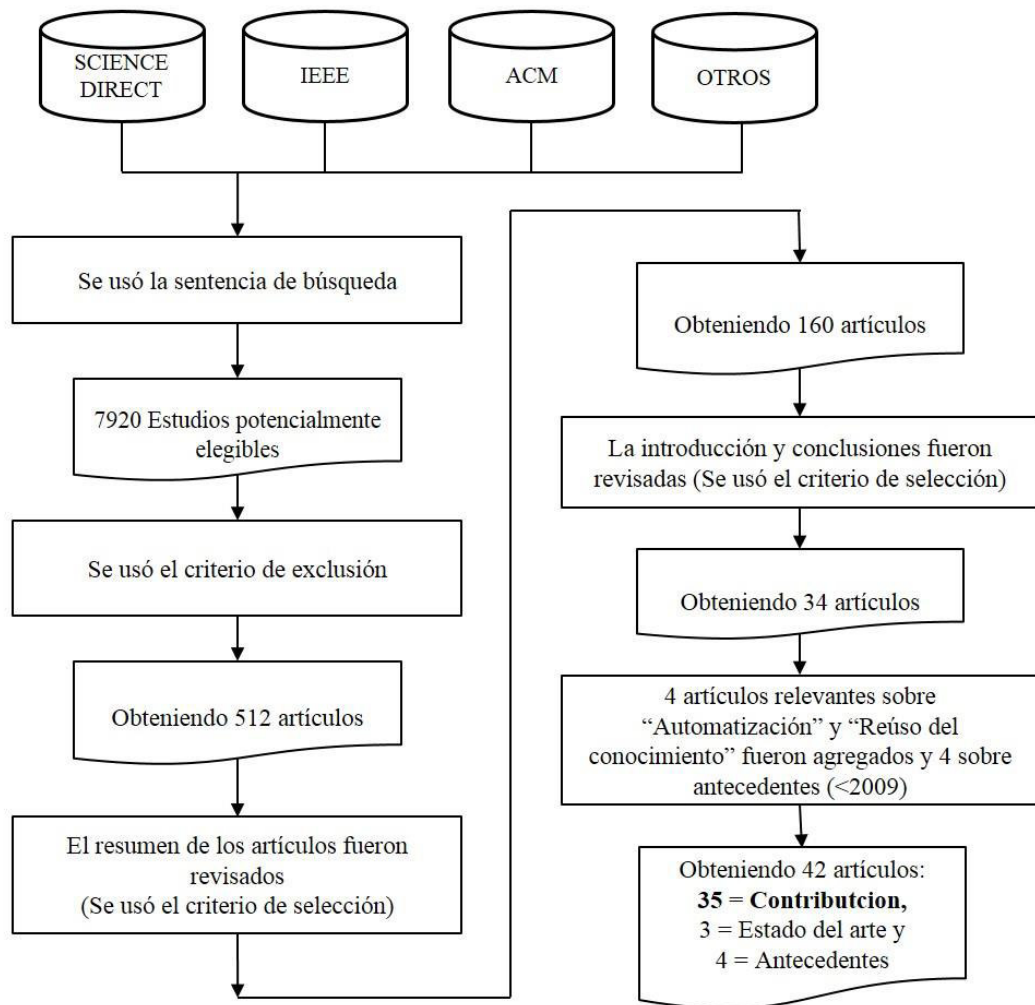 SCIENCE
DIRECT
IEEE
ACM
OTROS
Se usó la sentencia de búsqueda
7920 Estudios potencialmente
elegibles
Se usó el criterio de exclusión
Obteniendo 512 artículos
El resumen de los artículos fueron
revisados
(Se usó el criterio de selección)
Obteniendo 160 artículos
La introducción y conclusiones fueron
revisadas (Se usó el criterio de selección)
Obteniendo 34 artículos
4 artículos relevantes sobre
“Automatización” y “Reúso del
conocimiento” fueron agregados y 4 sobre
antecedentes (<2009)
Obteniendo 42 artículos:
35 = Contributcion,
3 = Estado del arte y
4 = Antecedentes